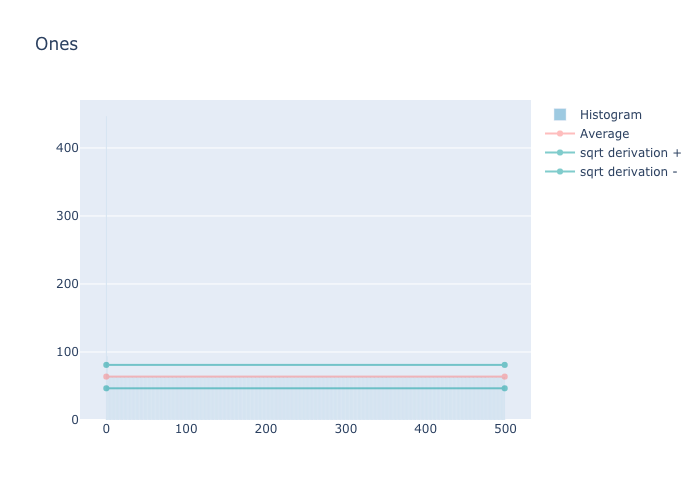 Ones
Histogram
Average
sqrt derivation +
sqrt derivation -
400
300
200
100
0
0 100 200 300 400 500